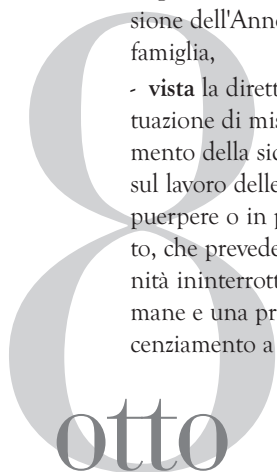 sione dell'Anno
famiglia,
- vista la dirett
tuazione di mis
mento della sic
sul lavoro delle
puerpere o in p
to, che prevede
nità ininterrott
mane e una pr
cenziamento a
8
otto